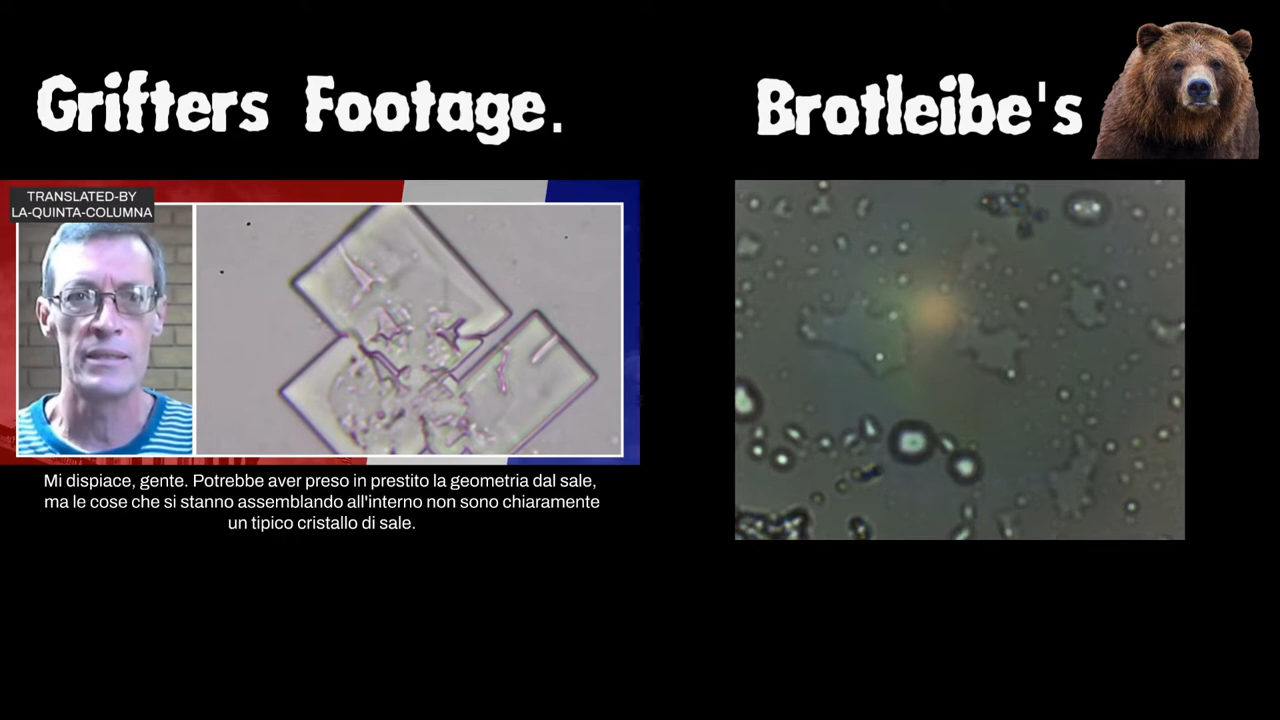 Grifters Footage.
Brotleibe's
TRANSLATED-BY
LA-QUINTA-COLUMNA
Mi dispiace, gente. Potrebbe aver preso in prestito la geometria dal sale,
ma le cose che si stanno assemblando all'interno non sono chiaramente
un tipico cristallo di sale.